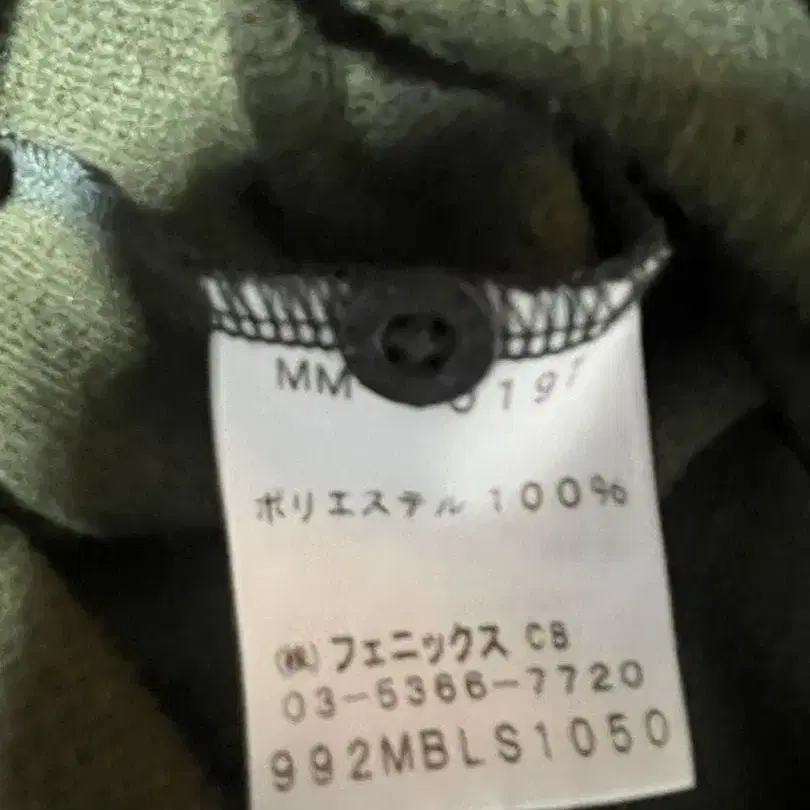 MM 819
ポリエステル 100%
㈱フェニックス CB
03-5366-7720
992MBLS1050